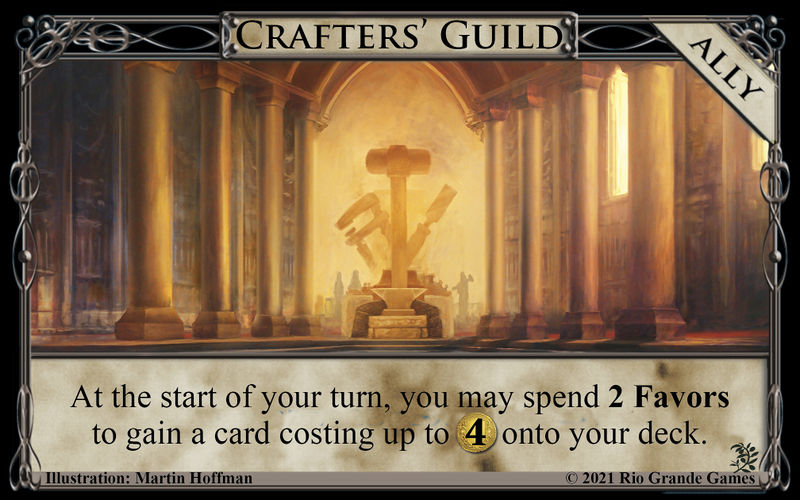 CRAFTERS’ GUILD
ALLY
At the start of your turn, you may spend 2 Favors
to gain a card costing up to 4 onto your deck.
Illustration: Martin Hoffman
© 2021 Rio Grande Games